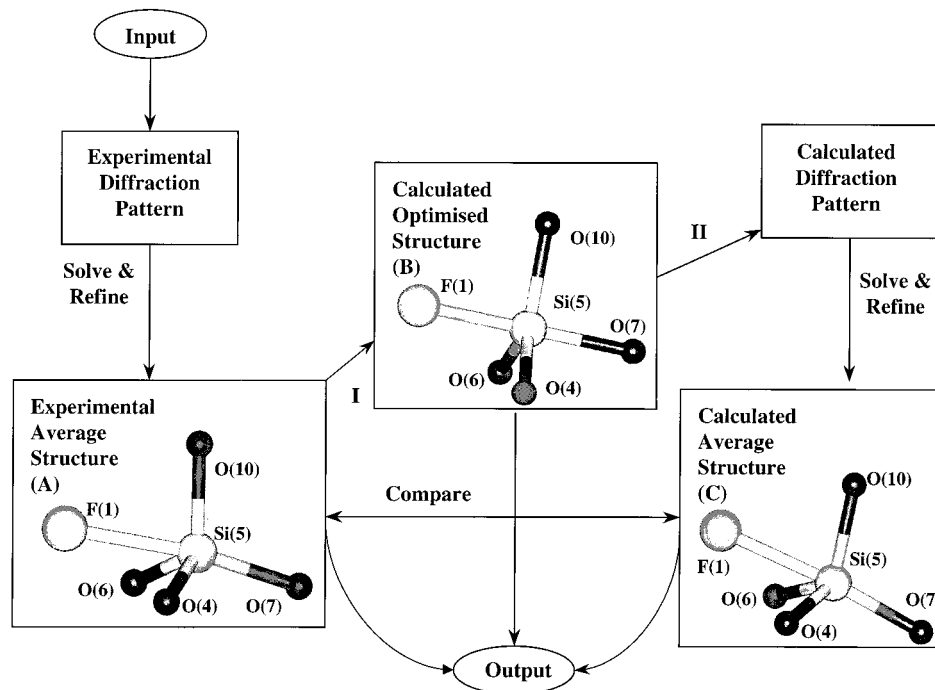 Input
Experimental
Diffraction
Pattern
Solve &
Refine
Experimental
Average
Structure
(A)
O(10)
F(1)
Si(5)
O(6)
O(4)
O(7)
I
Calculated
Optimised
Structure
(B)
O(10)
F(1)
Si(5)
O(7)
O(6)
O(4)
II
Calculated
Diffraction
Pattern
Solve &
Refine
Calculated
Average
Structure
(C)
O(10)
F(1)
Si(5)
O(6)
O(4)
O(7)
Compare
Output